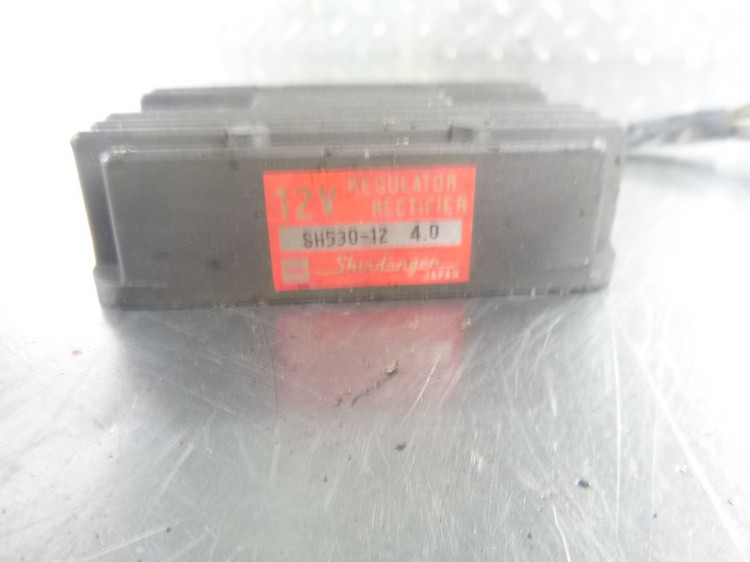 12V REGULATOR
RECTIFIER
SH530-12 4.0
Shindengen
JAPAN